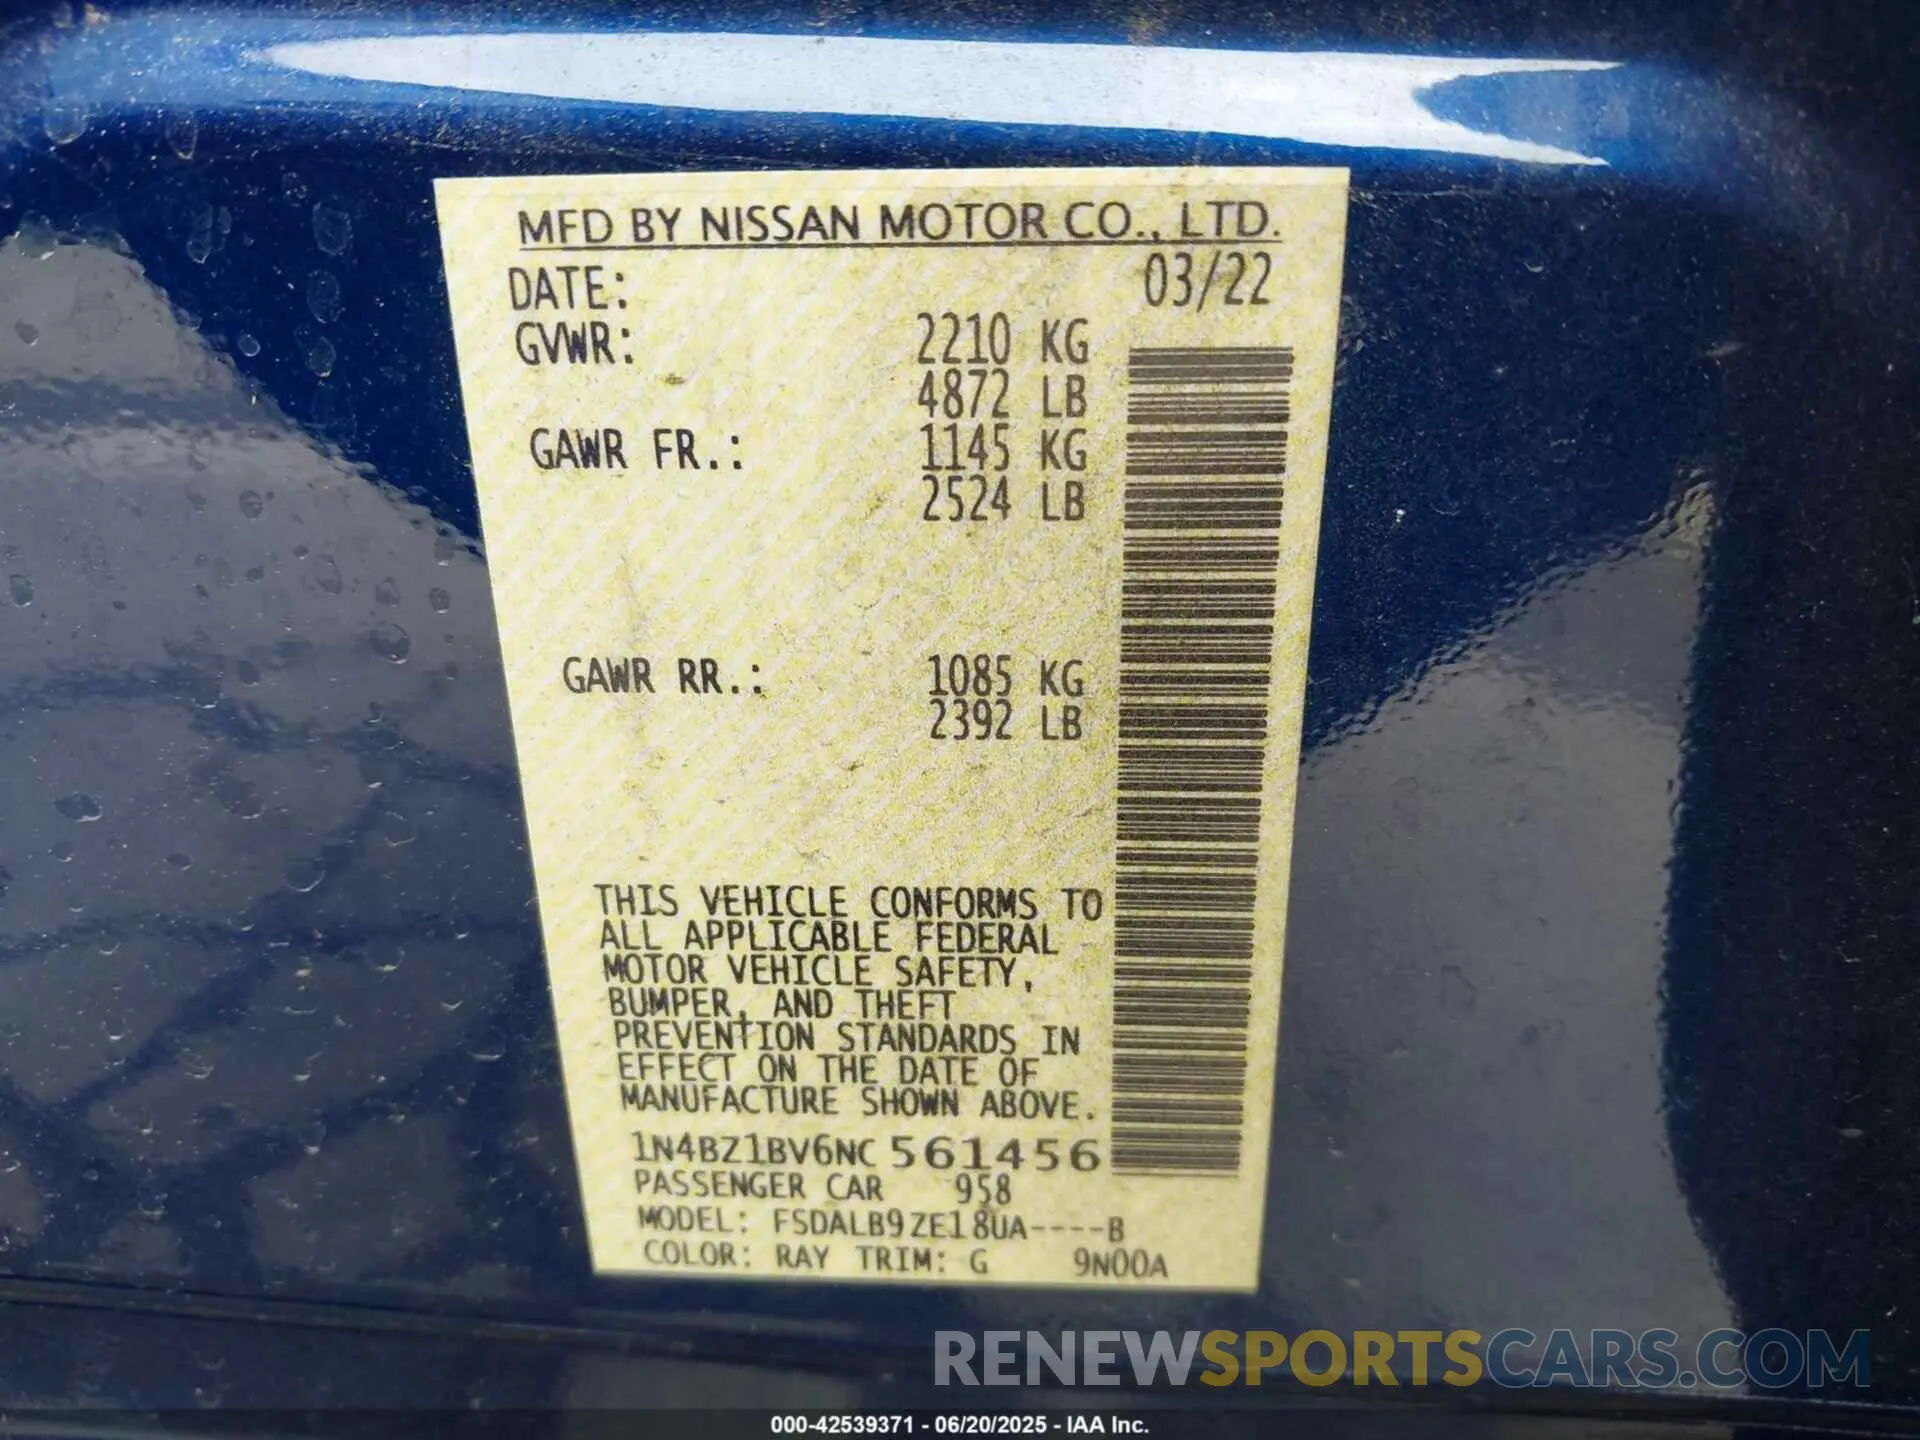 MFD BY NISSAN MOTOR CO., LTD.
DATE: 03/22
GVWR: 2210 KG
4872 LB
GAWR FR.: 1145 KG
2524 LB
GAWR RR.: 1085 KG
2392 LB
THIS VEHICLE CONFORMS TO
ALL APPLICABLE FEDERAL
MOTOR VEHICLE SAFETY,
BUMPER, AND THEFT
PREVENTION STANDARDS IN
EFFECT ON THE DATE OF
MANUFACTURE SHOWN ABOVE.
1N4BZ1BV6NC561456
PASSENGER CAR 958
MODEL: FSDALB9ZE18UA----B
COLOR: RAY TRIM: G 9N00A
RENEWSPORTSCARS.COM
000-42539371 - 06/20/2025 - IAA Inc.